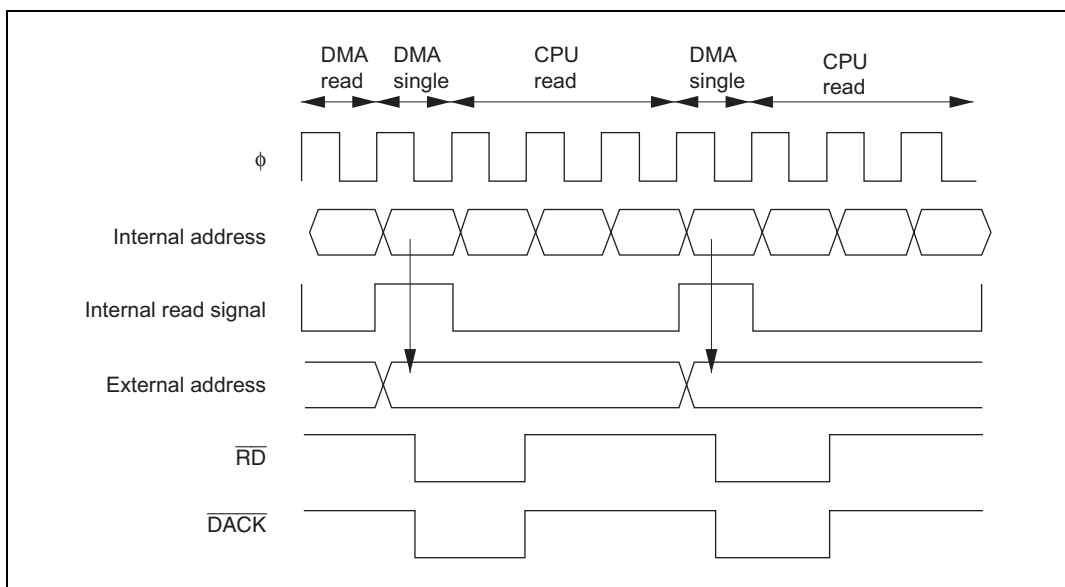 DMA read
DMA single
CPU read
DMA single
CPU read
φ
Internal address
Internal read signal
External address
RD
DACK